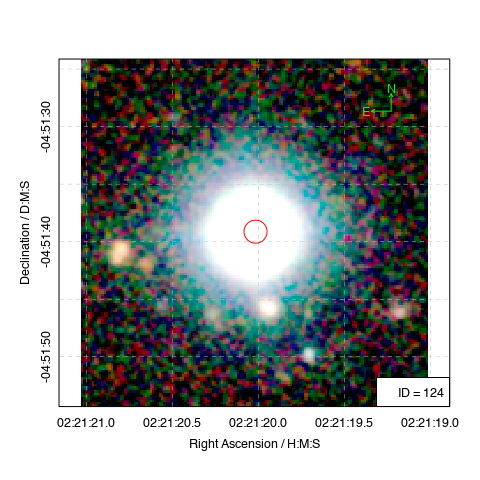 N
E
-04:51:30
-04:51:40
-04:51:50
Declination / D:M:S
ID = 124
02:21:21.0 02:21:20.5 02:21:20.0 02:21:19.5 02:21:19.0
Right Ascension / H:M:S